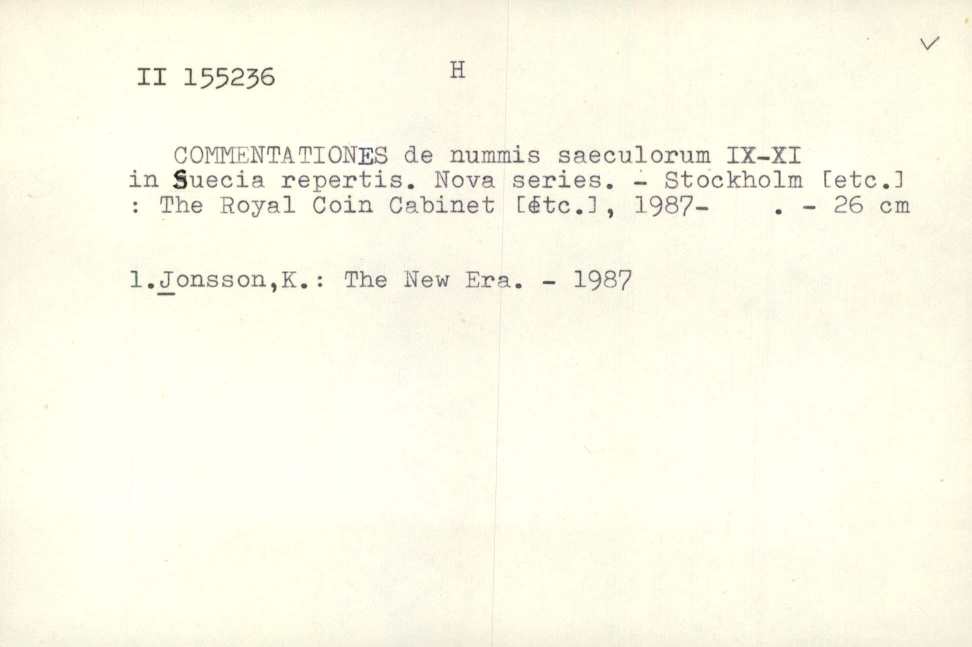 II 155236 H
COMMENTATIONES de nummis saeculorum IX-XI
in Suecia repertis. Nova series. - Stockholm [etc.]
: The Royal Coin Cabinet [etc.], 1987- . - 26 cm
1.Jonsson,K.: The New Era. - 1987